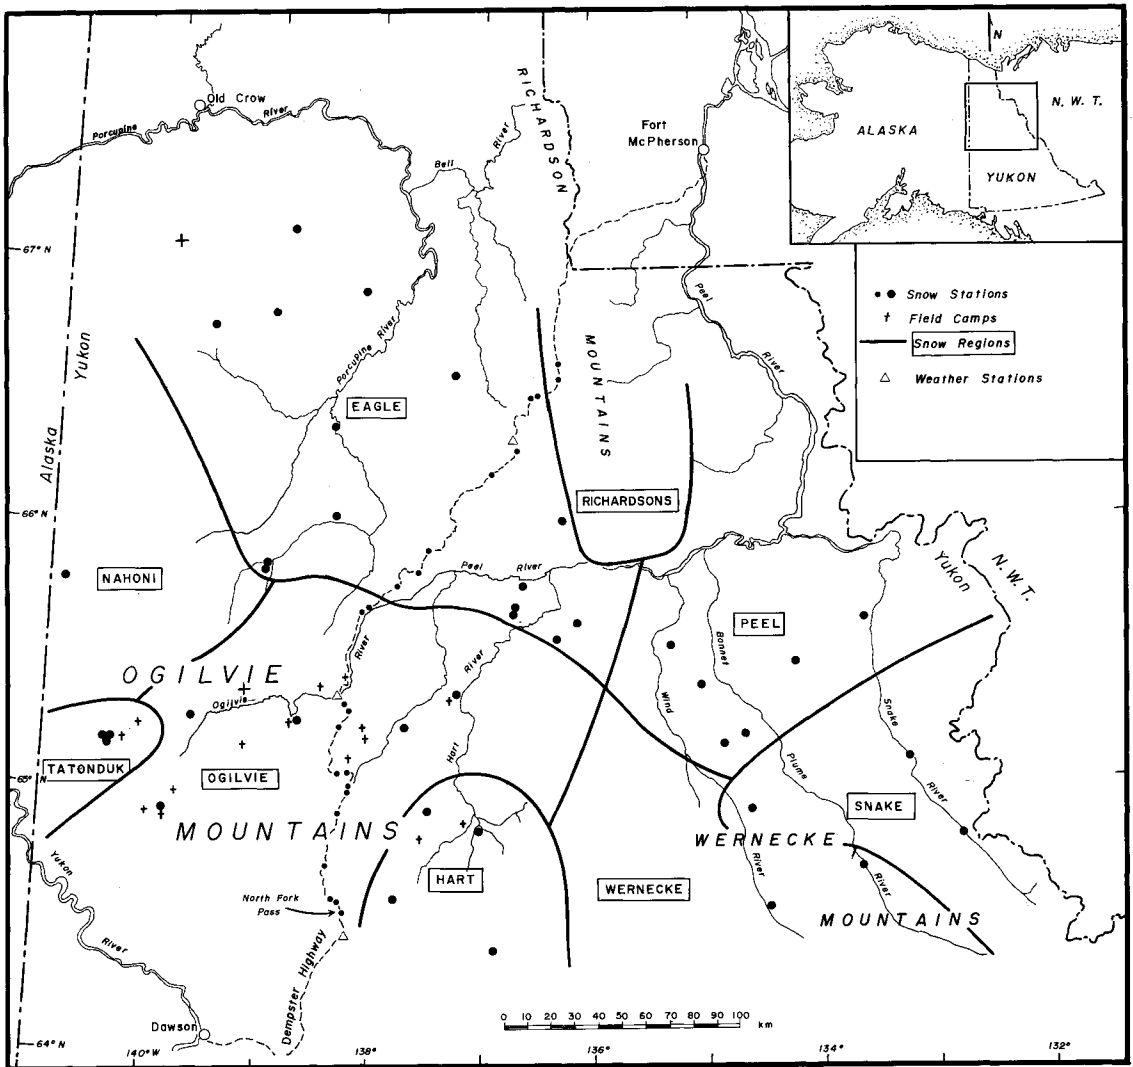 N
N. W. T.
ALASKA
YUKON
Old Crow
Porcupine
River
Bell
River
RICHARDSON
MOUNTAINS
Fort
McPherson
67° N
Peel
River
Snow Stations
Field Camps
Snow Regions
Weather Stations
Yukon
Alaska
Porcupine River
EAGLE
66° N
RICHARDSONS
NAHONI
Peel
River
Yukon
N. W. T.
PEEL
Bonnet
Plume
River
OGILVIE
MOUNTAINS
River
Ogilvie
River
Hart
Wind
River
Snake
River
65° N
TATONDUK
OGILVIE
SNAKE
WERNECKE
MOUNTAINS
HART
WERNECKE
Yukon
River
North Fork
Pass
Dempster Highway
Dawson
0 10 20 30 40 50 60 70 80 90 100
km
64° N
140° W
138°
136°
134°
132°